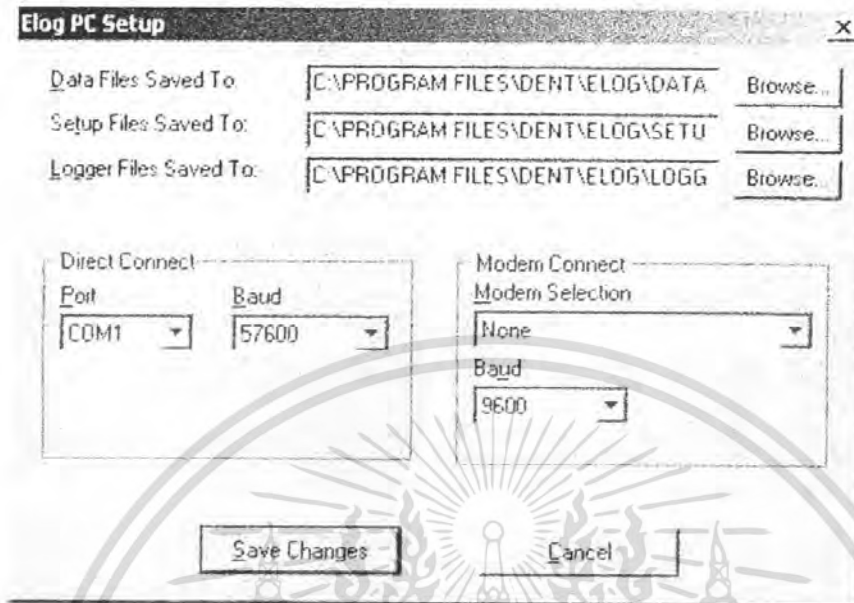 Elog PC Setup
Data Files Saved To: C:\PROGRAM FILES\DENT\ELOG\DATA Browse...
Setup Files Saved To: C:\PROGRAM FILES\DENT\ELOG\SETU Browse...
Logger Files Saved To: C:\PROGRAM FILES\DENT\ELOG\LOGG Browse...
Direct Connect
Port Baud
COM1 57600
Modem Connect
Modem Selection
None
Baud
9600
Save Changes Cancel